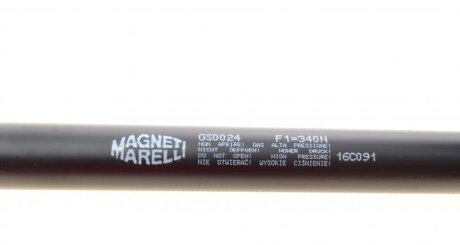 MAGNETI
MARELLI
GS0024 F1=340N
NON APRIRE! GAS ALTA PRESSIONE!
NICHT OEFFNEN! HOHER DRUCK!
DO NOT OPEN! HIGH PRESSURE!
NIE OTWIERAĆ! WYSOKIE CIŚNIENIE!
16C091